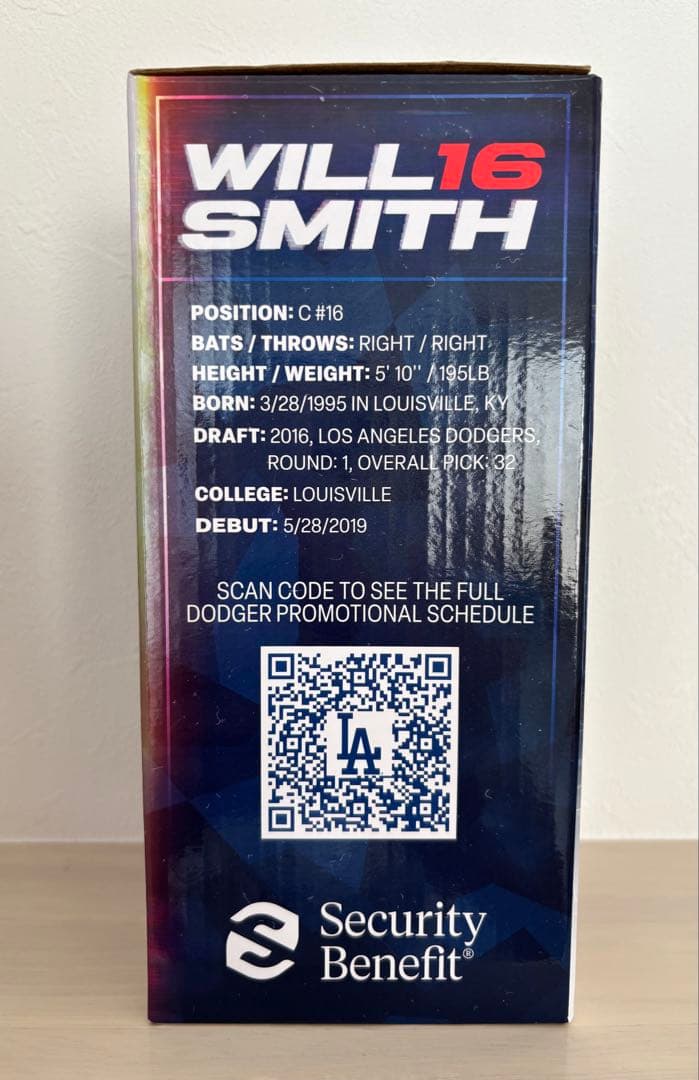 WILL16
SMITH
POSITION: C #16
BATS / THROWS: RIGHT / RIGHT
HEIGHT / WEIGHT: 5' 10'' / 195LB
BORN: 3/28/1995 IN LOUISVILLE, KY
DRAFT: 2016, LOS ANGELES DODGERS,
ROUND: 1, OVERALL PICK: 32
COLLEGE: LOUISVILLE
DEBUT: 5/28/2019
SCAN CODE TO SEE THE FULL
DODGER PROMOTIONAL SCHEDULE
LA
Security
Benefit®